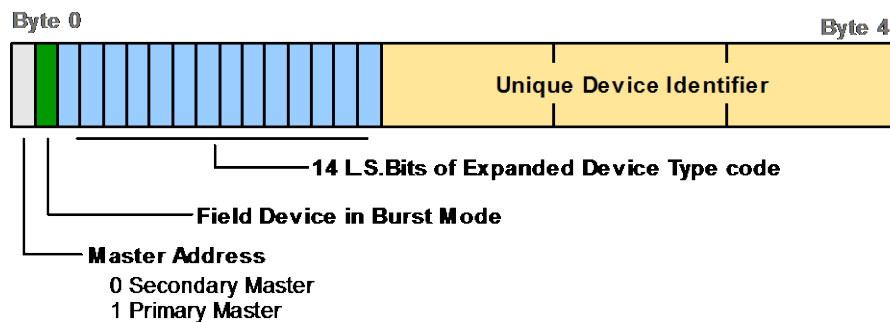 Byte 0
Byte 4
Unique Device Identifier
14 L.S.Bits of Expanded Device Type code
Field Device in Burst Mode
Master Address
0 Secondary Master
1 Primary Master